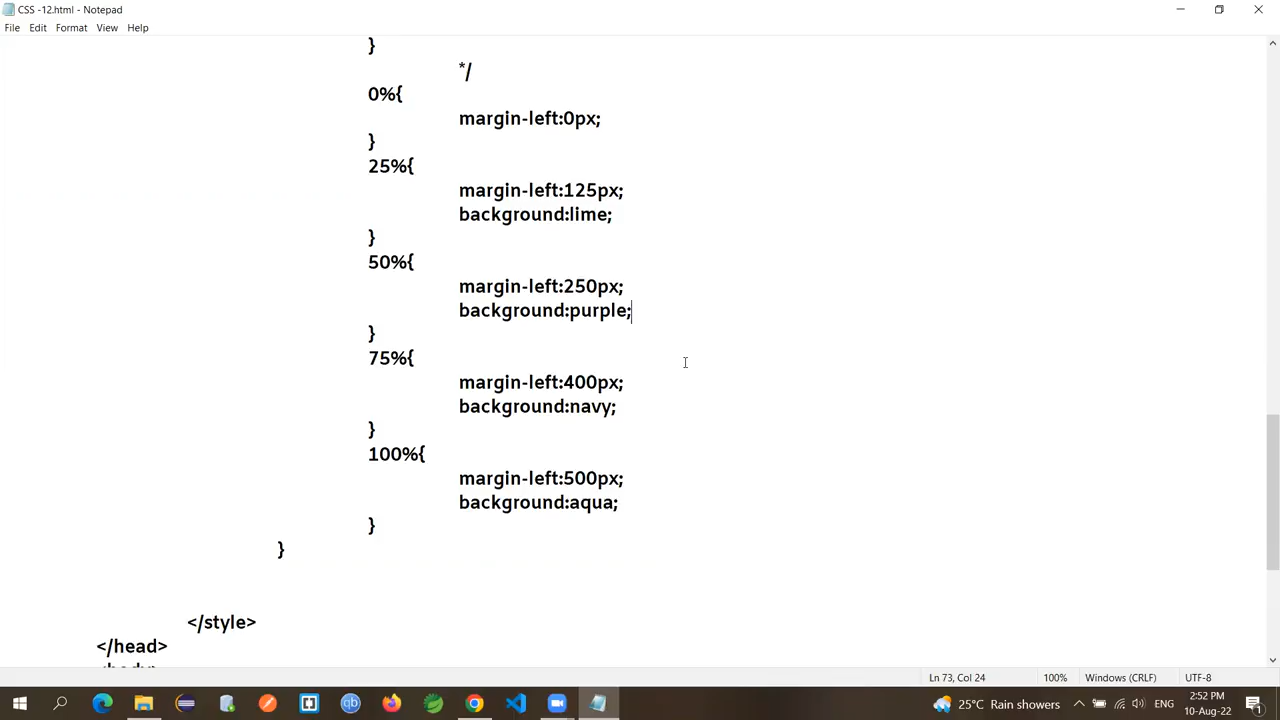 CSS -12.html - Notepad
File Edit Format View Help
}
*/
0%{
margin-left:0px;
}
25%{
margin-left:125px;
background:lime;
}
50%{
margin-left:250px;
background:purple;
}
75%{
margin-left:400px;
background:navy;
}
100%{
margin-left:500px;
background:aqua;
}
}
</style>
</head>
<body>
Ln 73, Col 24 100% Windows (CRLF) UTF-8
qb
25°C Rain showers ENG 2:52 PM
10-Aug-22
1